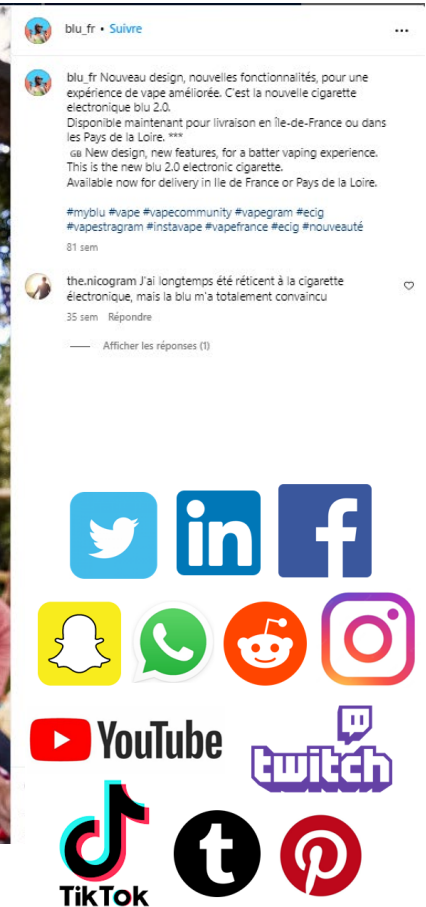 blu_fr • Suivre
blu_fr Nouveau design, nouvelles fonctionnalités, pour une
expérience de vape améliorée. C'est la nouvelle cigarette
electronique blu 2.0.
Disponible maintenant pour livraison en île-de-France ou dans
les Pays de la Loire. ***
GB New design, new features, for a batter vaping experience.
This is the new blu 2.0 electronic cigarette.
Available now for delivery in Ile de France or Pays de la Loire.
#myblu #vape #vapecommunity #vapegram #ecig
#vapestragram #instavape #vapefrance #ecig #nouveauté
81 sem
the.nicogram J'ai longtemps été réticent à la cigarette
électronique, mais la blu m'a totalement convaincu
35 sem Répondre
Afficher les réponses (1)
in f
YouTube twitch
TikTok t